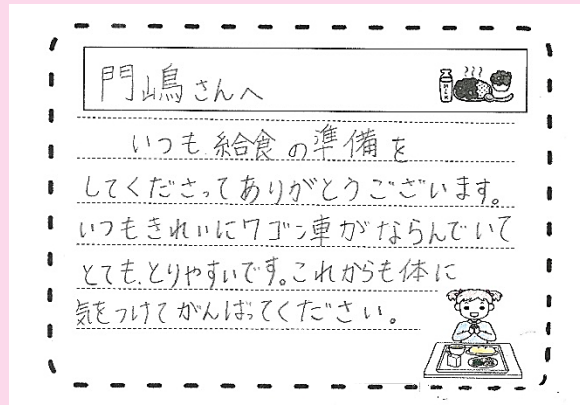 門嶋さんへ
いつも給食の準備を
してくださってありがとうございます。
いつもきれいにワゴン車がならんでいて
とても、とりやすいです。これからも体に
気をつけてがんばってください。